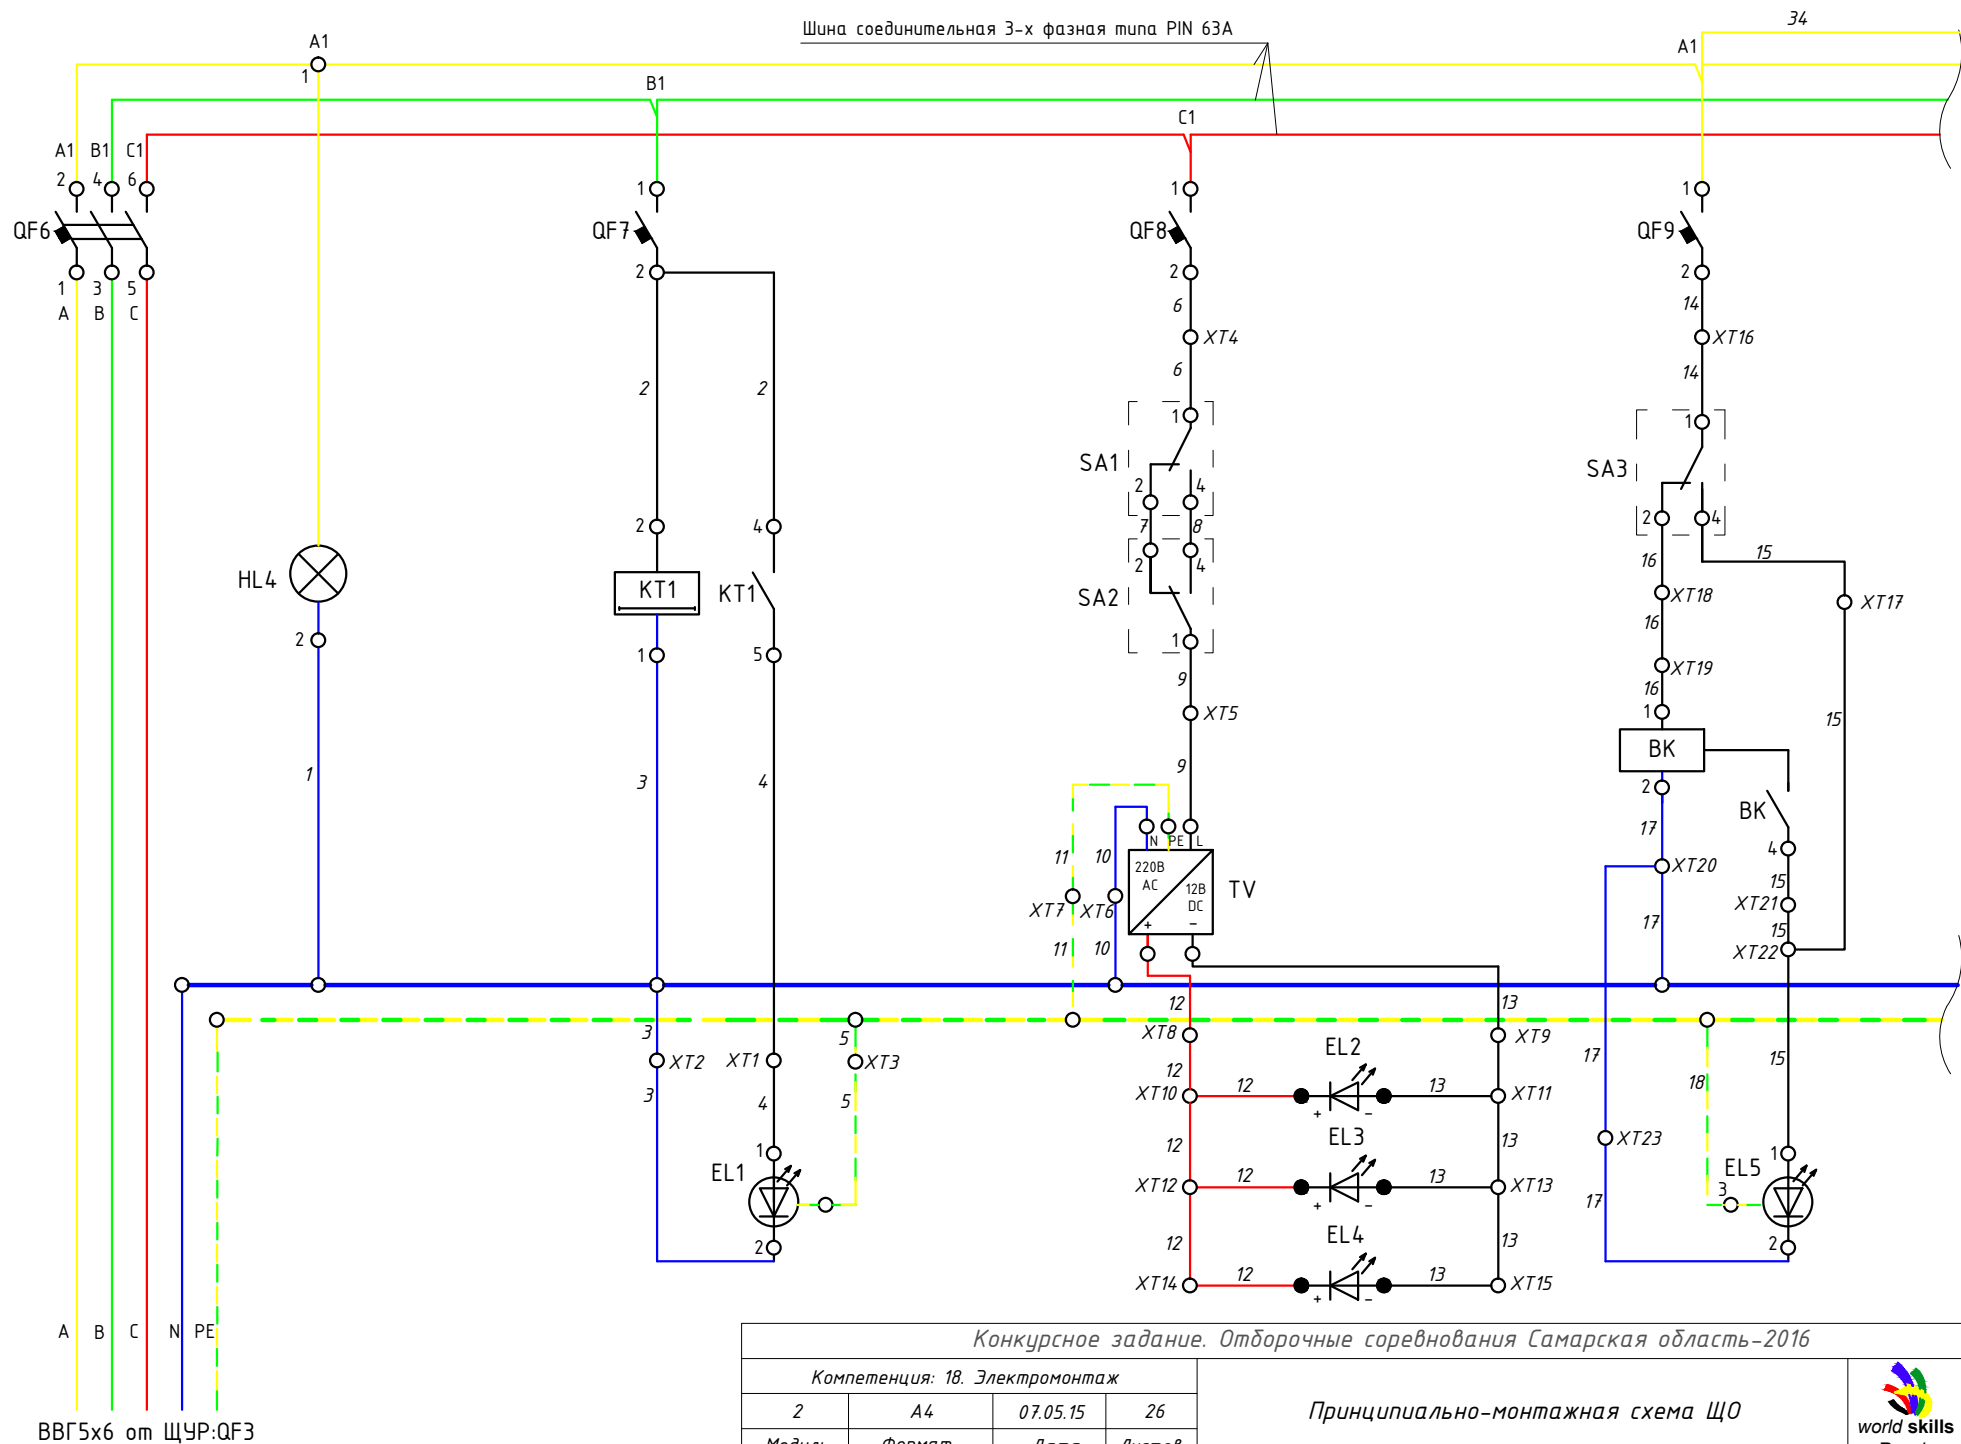 Шина соединительная 3-х фазная типа PIN 63А
34
A1
1
A1
B1
C1
A1 B1 C1
2 4 6
QF6
1 3 5
A B C
1
QF7
2
1
QF8
2
1
QF9
2
6
XT4
6
14
XT16
14
2
2
1
SA1
2 4
7 8
2 4
SA2
1
1
SA3
2 4
16
15
XT18
XT17
16
XT19
16
1
15
HL4
2
1
2
KT1
1
3
4
KT1
5
4
9
XT5
9
BK
2
17
BK
4
XT20
15
XT21
17
15
XT22
11
10
N PE L
220В
AC
12В
DC
+ -
TV
XT7
XT6
11
10
12
13
3
XT2
3
XT1
4
5
XT3
5
XT8
XT9
12
EL2
XT10
12
+ -
13
XT11
12
EL3
13
XT12
12
+ -
13
XT13
12
EL4
13
XT14
12
+ -
13
XT15
17
18
15
XT23
17
1
EL1
2
1
EL5
3
2
A B C N PE
ВВГ5х6 от ЩУР:QF3
Конкурсное задание. Отборочные соревнования Самарская область-2016
Компетенция: 18. Электромонтаж
2 А4 07.05.15 26
Модуль Формат Дата Листов
Принципиально-монтажная схема ЩО
world skills